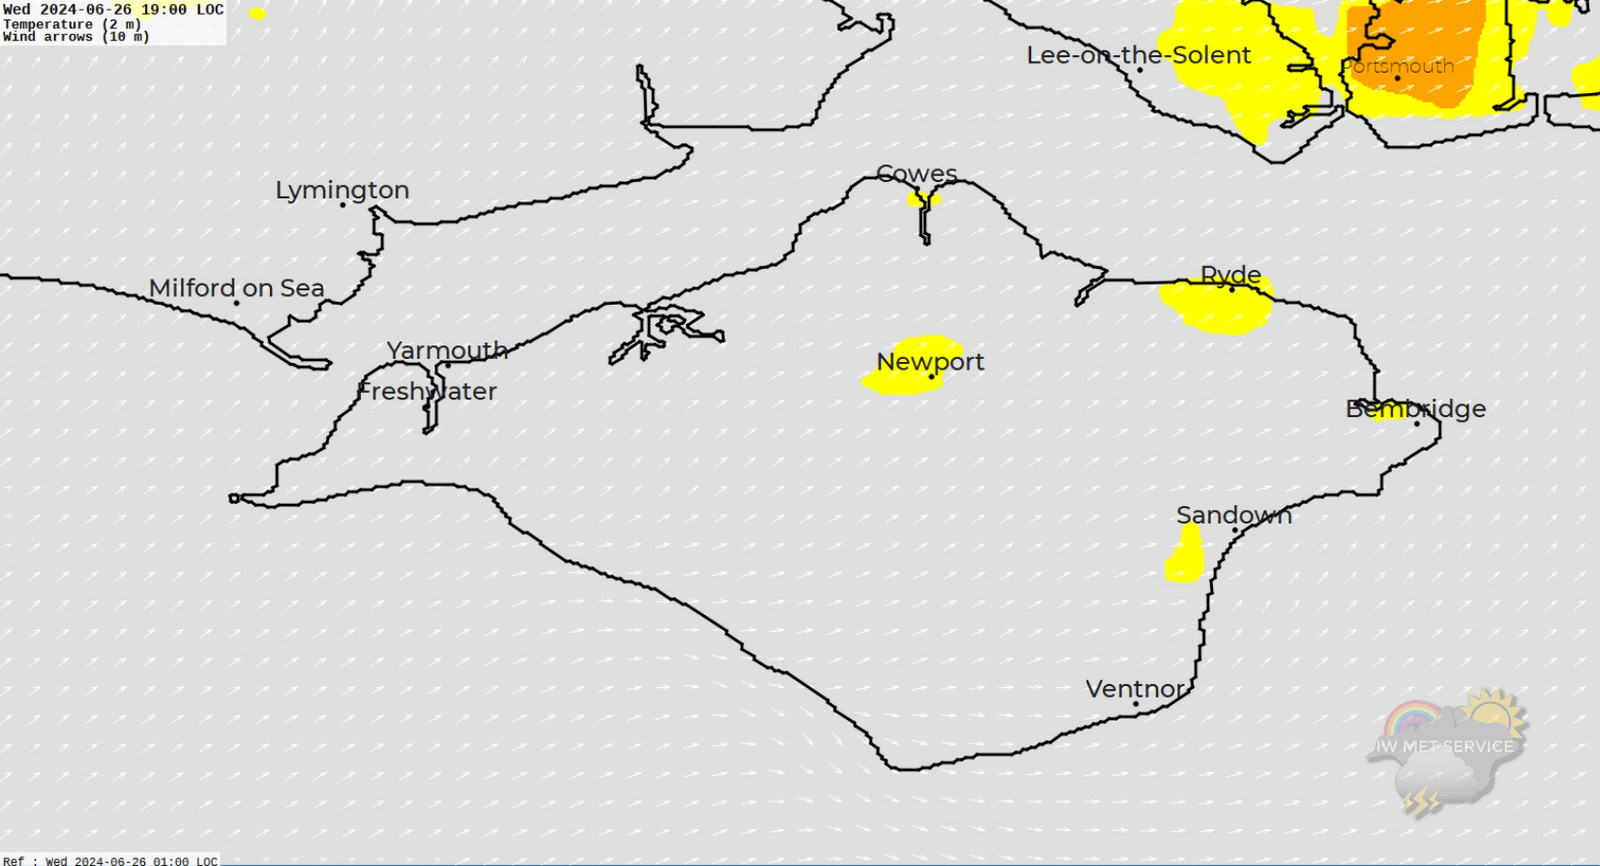 Wed 2024-06-26 19:00 LOC
Temperature (2 m)
Wind arrows (10 m)
Lee-on-the-Solent
Portsmouth
Cowes
Lymington
Ryde
Milford on Sea
Yarmouth
Newport
Freshwater
Bembridge
Sandown
Ventnor
IW MET SERVICE
Ref : Wed 2024-06-26 01:00 LOC